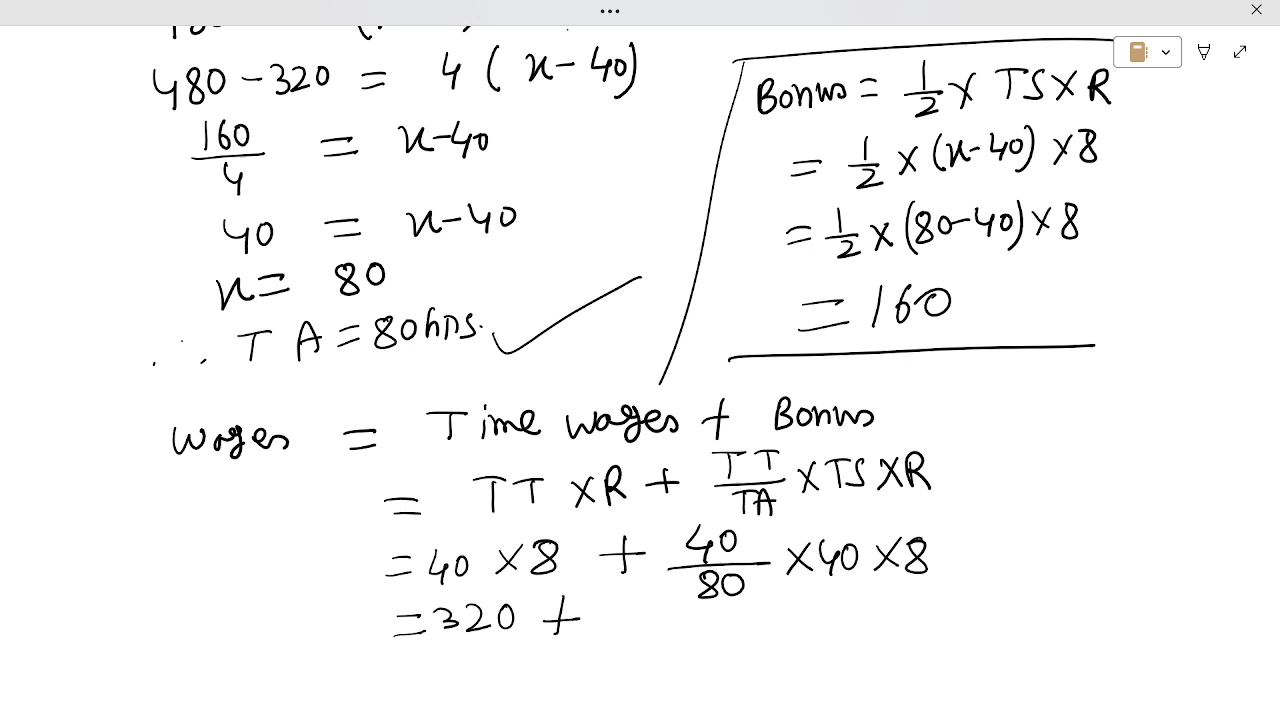 480 - 320 = 4 ( x - 40)
160/4 = x - 40
40 = x - 40
x = 80
∴ T A = 80 hrs.
Bonus = 1/2 × TS × R
= 1/2 × (x - 40) × 8
= 1/2 × (80 - 40) × 8
= 160
Wages = Time wages + Bonus
= TT × R + TT/TA × TS × R
= 40 × 8 + 40/80 × 40 × 8
= 320 +